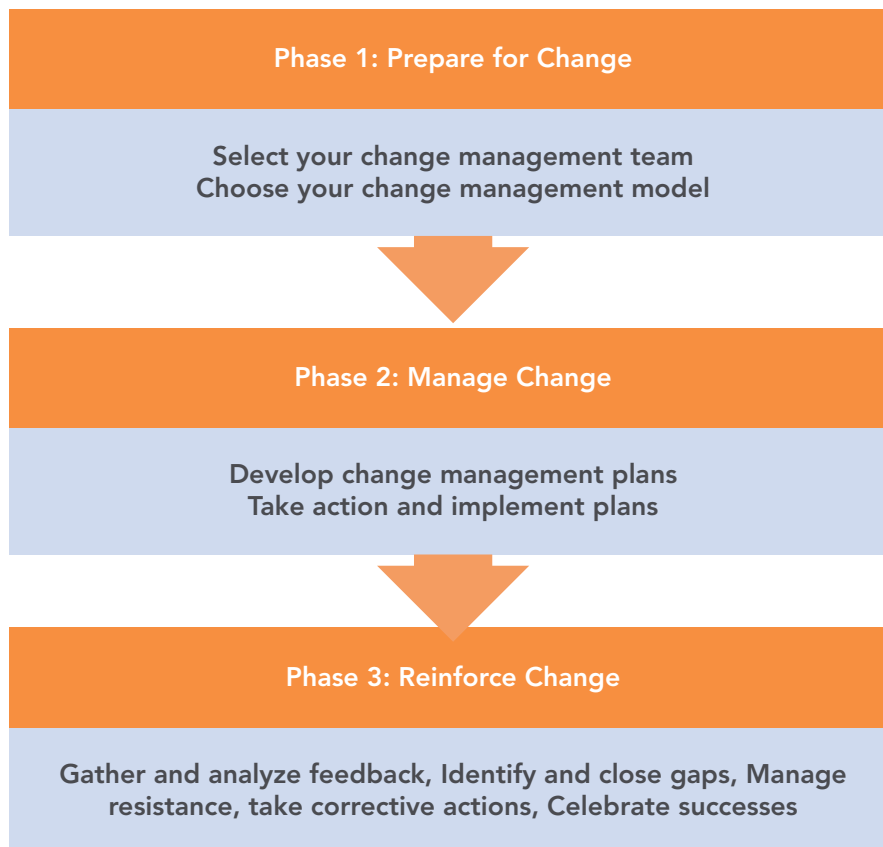 Phase 1: Prepare for Change
Select your change management team
Choose your change management model
Phase 2: Manage Change
Develop change management plans
Take action and implement plans
Phase 3: Reinforce Change
Gather and analyze feedback, Identify and close gaps, Manage
resistance, take corrective actions, Celebrate successes